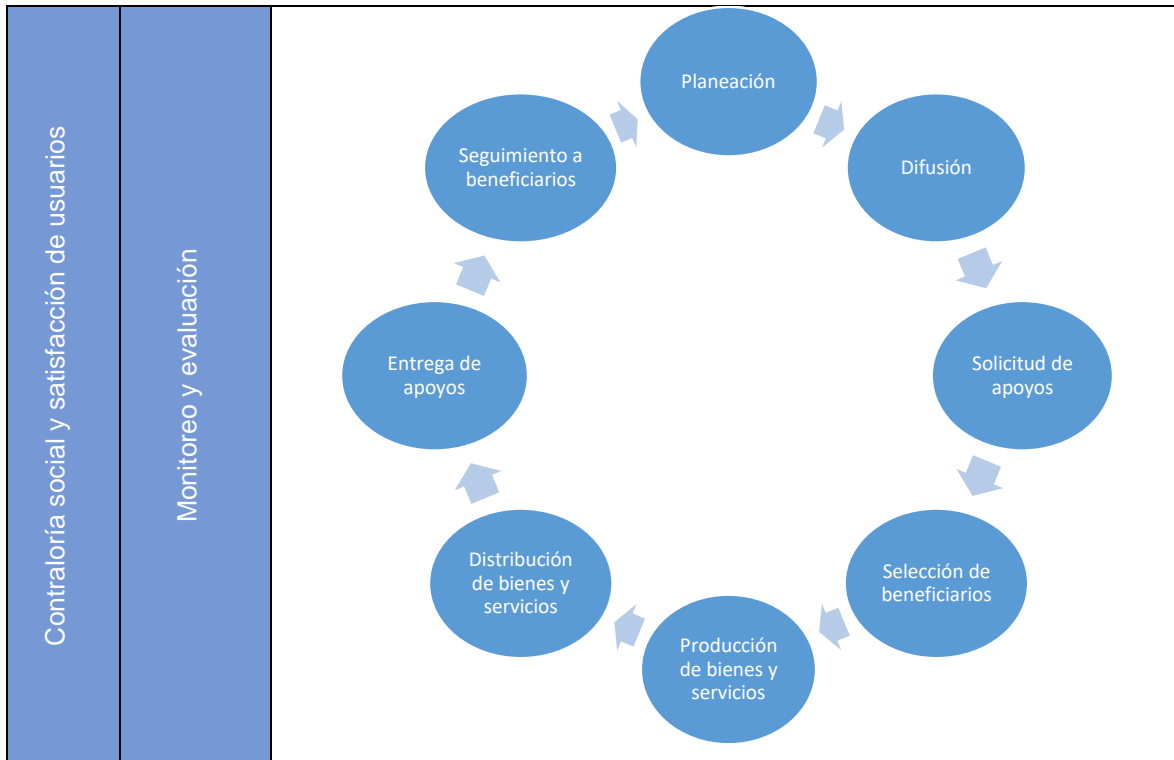 Contraloría social y satisfacción de usuarios
Monitoreo y evaluación
Planeación
Difusión
Solicitud de
apoyos
Selección de
beneficiarios
Producción
de bienes y
servicios
Distribución
de bienes y
servicios
Entrega de
apoyos
Seguimiento a
beneficiarios